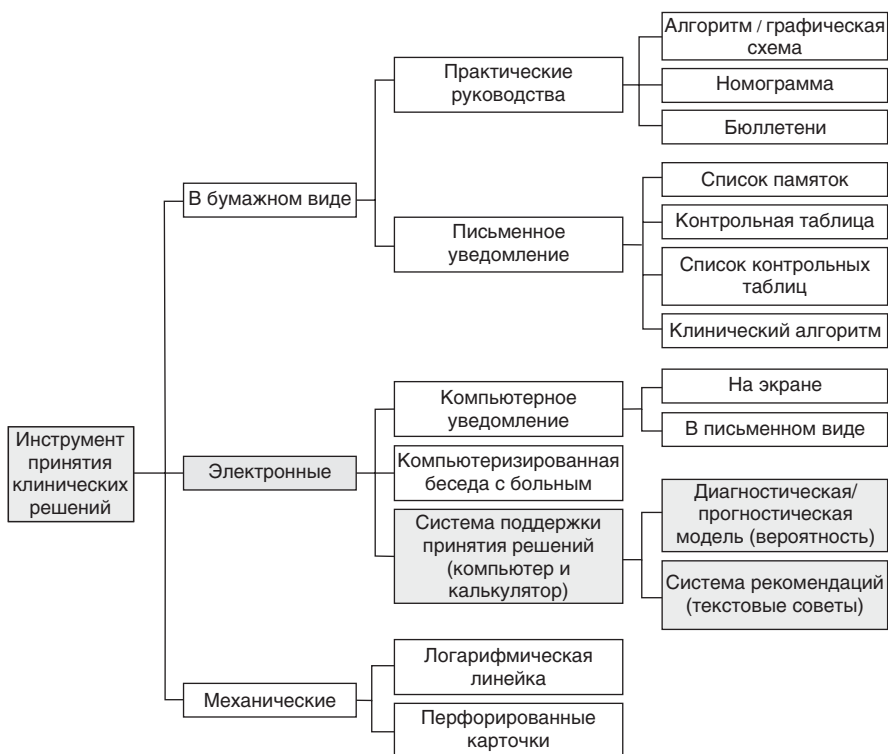 Инструмент
принятия
клинических
решений
В бумажном виде
Практические
руководства
Алгоритм / графическая
схема
Номограмма
Бюллетени
Письменное
уведомление
Список памяток
Контрольная таблица
Список контрольных
таблиц
Клинический алгоритм
Электронные
Компьютерное
уведомление
На экране
В письменном виде
Компьютеризированная
беседа с больным
Система поддержки
принятия решений
(компьютер и
калькулятор)
Диагностическая/
прогностическая
модель (вероятность)
Система рекомендаций
(текстовые советы)
Механические
Логарифмическая
линейка
Перфорированные
карточки